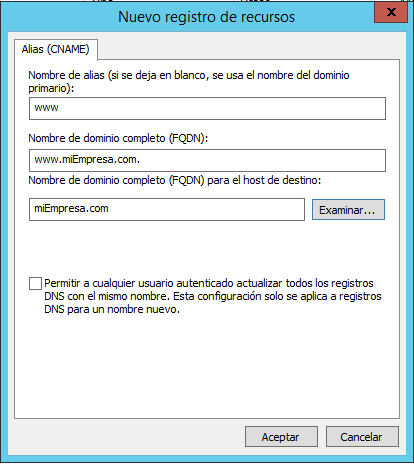 Nuevo registro de recursos
x
Alias (CNAME)
Nombre de alias (si se deja en blanco, se usa el nombre del dominio
primario):
www
Nombre de dominio completo (FQDN):
www.miEmpresa.com.
Nombre de dominio completo (FQDN) para el host de destino:
miEmpresa.com
Examinar...
Permitir a cualquier usuario autenticado actualizar todos los registros
DNS con el mismo nombre. Esta configuración solo se aplica a registros
DNS para un nombre nuevo.
Aceptar
Cancelar